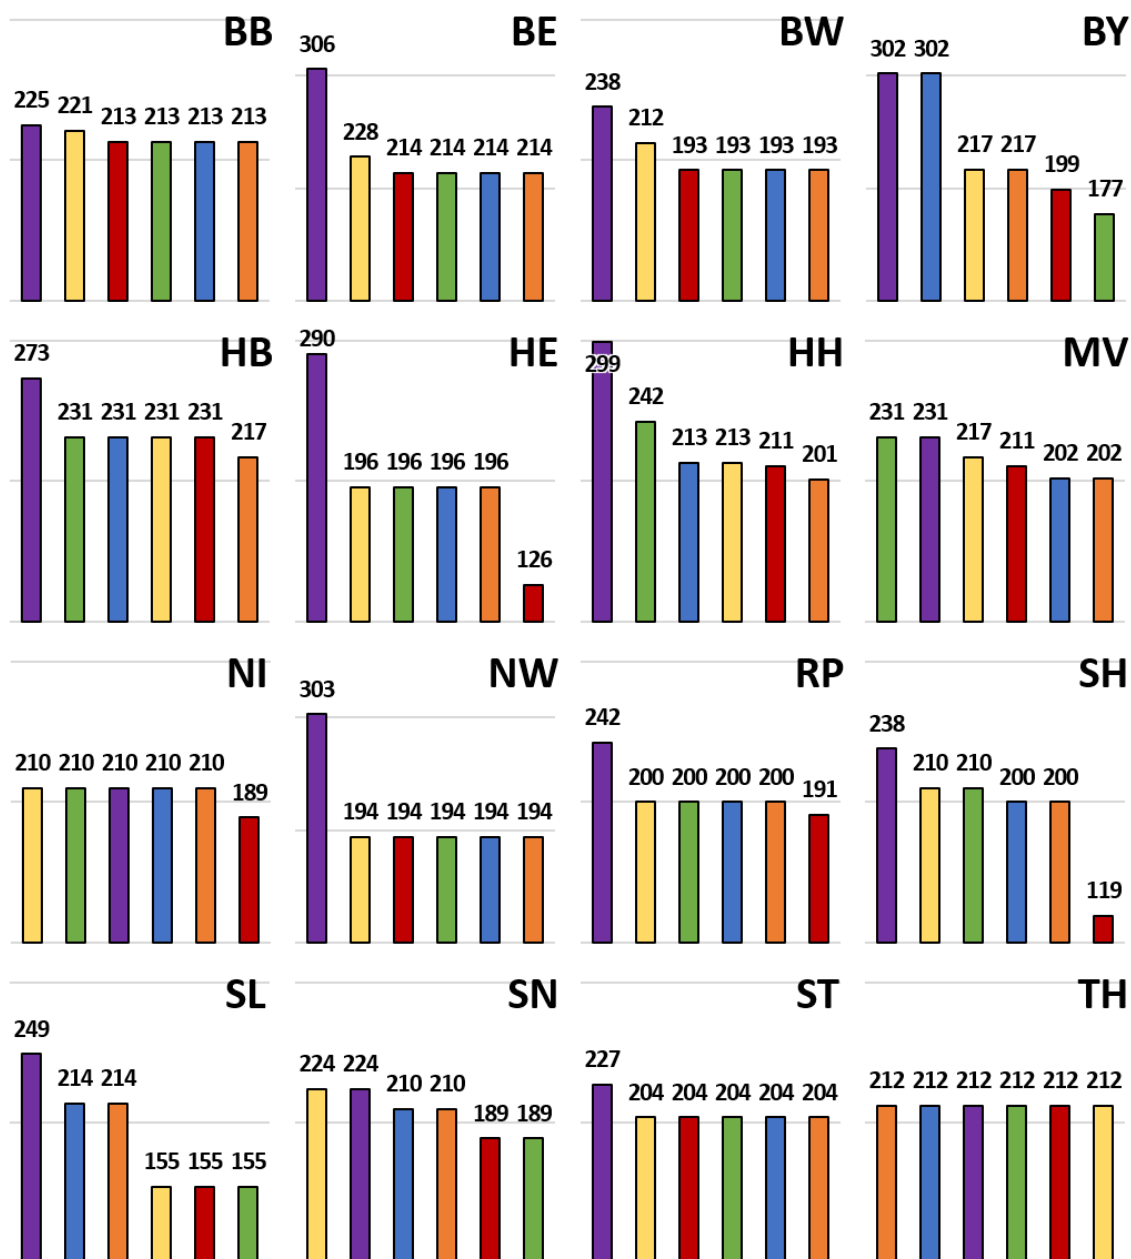 BB
225 221 213 213 213 213
BE
306 228 214 214 214 214
BW
238 212 193 193 193 193
BY
302 302 217 217 199 177
HB
273 231 231 231 231 217
HE
290 196 196 196 196 126
HH
299 242 213 213 211 201
MV
231 231 217 211 202 202
NI
210 210 210 210 210 189
NW
303 194 194 194 194 194
RP
242 200 200 200 200 191
SH
238 210 210 200 200 119
SL
249 214 214 155 155 155
SN
224 224 210 210 189 189
ST
227 204 204 204 204 204
TH
212 212 212 212 212 212